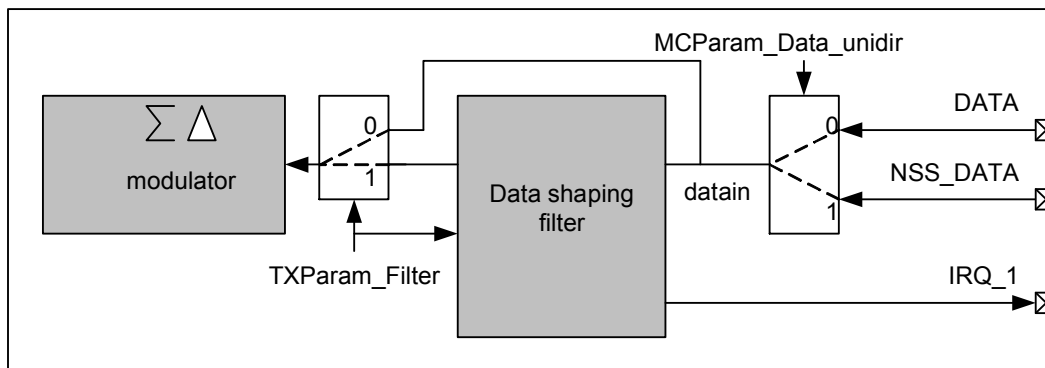 MCParam_Data_unidir
DATA
0
0
Σ Δ
modulator
1
NSS_DATA
Data shaping
filter
datain
1
TXParam_Filter
IRQ_1